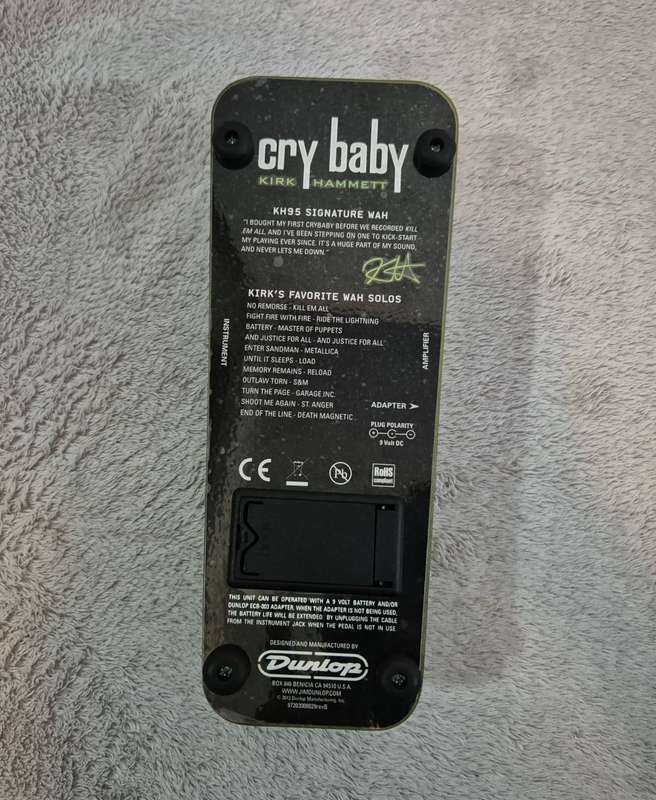 cry baby
KIRK HAMMETT
KH95 SIGNATURE WAH
"I BOUGHT MY FIRST CRYBABY BEFORE WE RECORDED KILL
EM ALL, AND I'VE BEEN STEPPING ON ONE TO KICK-START
MY PLAYING EVER SINCE. IT'S A HUGE PART OF MY SOUND,
AND NEVER LETS ME DOWN."
KIRK'S FAVORITE WAH SOLOS
NO REMORSE - KILL EM ALL
FIGHT FIRE WITH FIRE - RIDE THE LIGHTNING
BATTERY - MASTER OF PUPPETS
AND JUSTICE FOR ALL - AND JUSTICE FOR ALL
ENTER SANDMAN - METALLICA
UNTIL IT SLEEPS - LOAD
MEMORY REMAINS - RELOAD
OUTLAW TORN - S&M
TURN THE PAGE - GARAGE,INC.
SHOOT ME AGAIN - ST. ANGER
END OF THE LINE - DEATH MAGNETIC
INSTRUMENT
AMPLIFIER
ADAPTER
PLUG POLARITY
+ - +
9 Volt DC
CE
Pb
RoHS
compliant
THIS UNIT CAN BE OPERATED WITH A 9 VOLT BATTERY AND/OR
DUNLOP ECB-003 ADAPTER. WHEN THE ADAPTER IS NOT BEING USED,
THE BATTERY LIFE WILL BE EXTENDED BY UNPLUGGING THE CABLE
FROM THE INSTRUMENT JACK WHEN THE PEDAL IS NOT IN USE
DESIGNED AND MANUFACTURED BY
Dunlop
BOX 846 BENICIA CA 94510 U.S.A.
WWW.JIMDUNLOP.COM
© 2012 Dunlop Manufacturing, Inc.